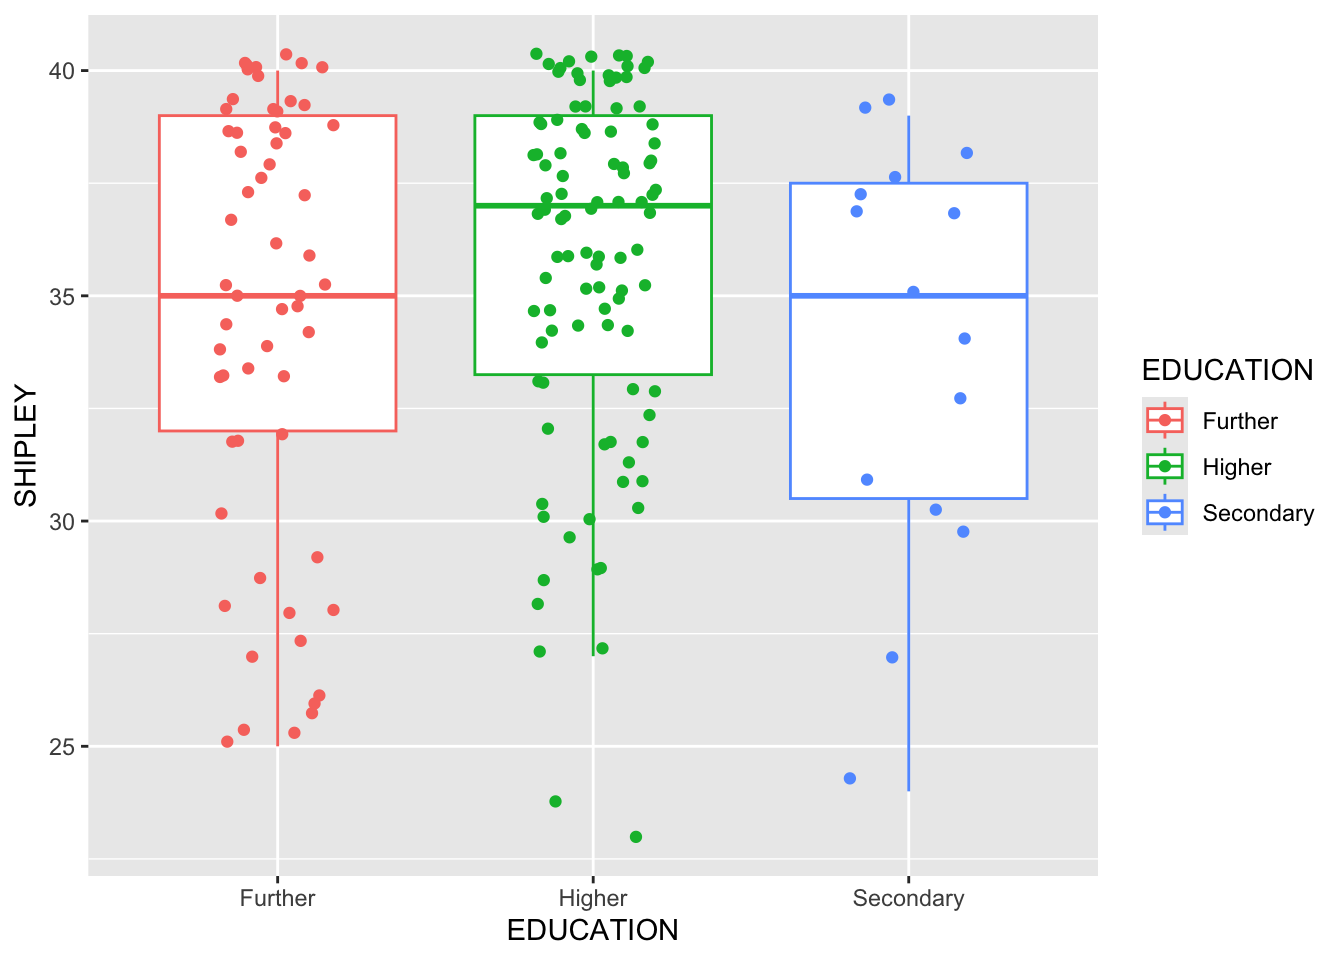 40
35
30
25
SHIPLEY
Further
Higher
Secondary
EDUCATION
EDUCATION
Further
Higher
Secondary